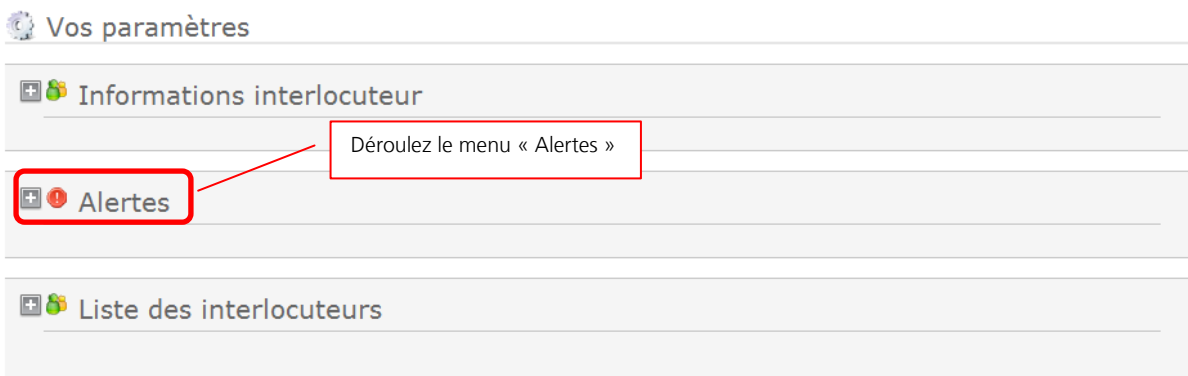 Vos paramètres
Informations interlocuteur
Déroulez le menu « Alertes »
Alertes
Liste des interlocuteurs